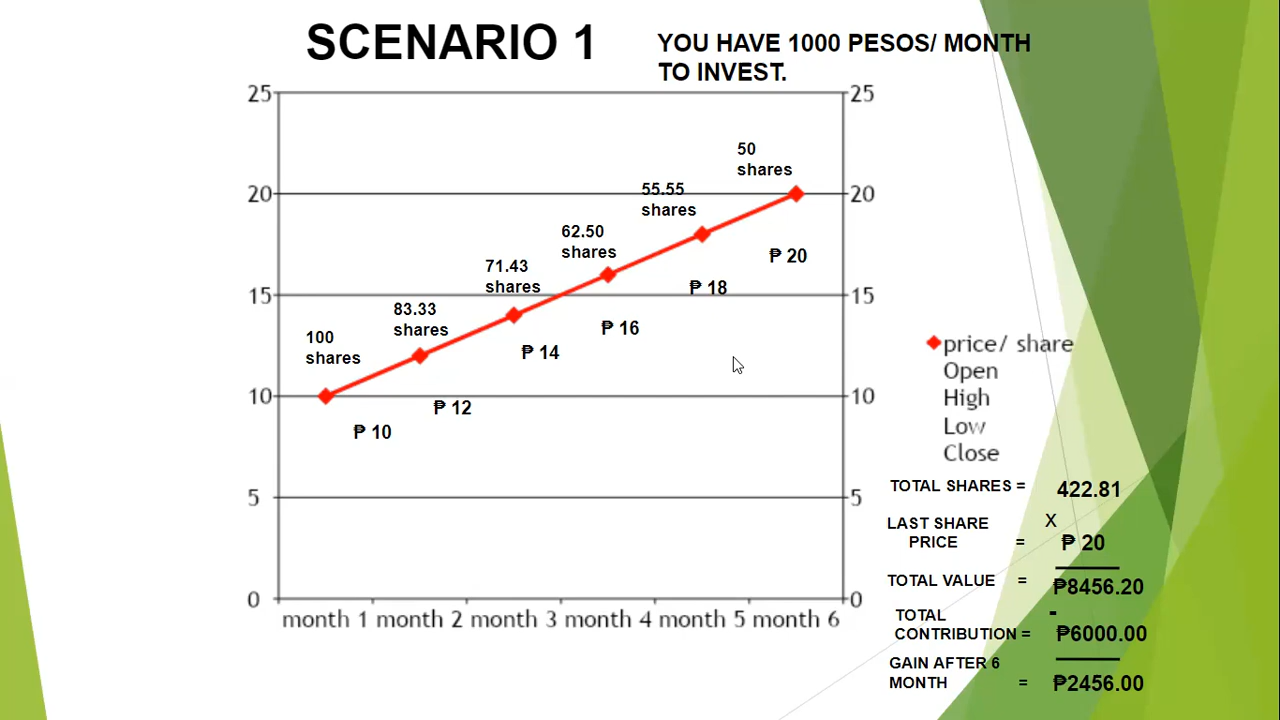 SCENARIO 1
YOU HAVE 1000 PESOS/ MONTH
TO INVEST.
25
25
20
20
15
15
10
10
5
5
0
0
100
shares
83.33
shares
71.43
shares
62.50
shares
55.55
shares
50
shares
₱ 10
₱ 12
₱ 14
₱ 16
₱ 18
₱ 20
month 1 month 2 month 3 month 4 month 5 month 6
price/ share
Open
High
Low
Close
TOTAL SHARES = 422.81
X
LAST SHARE
PRICE = ₱ 20
TOTAL VALUE = ₱8456.20
-
TOTAL
CONTRIBUTION = ₱6000.00
GAIN AFTER 6
MONTH = ₱2456.00